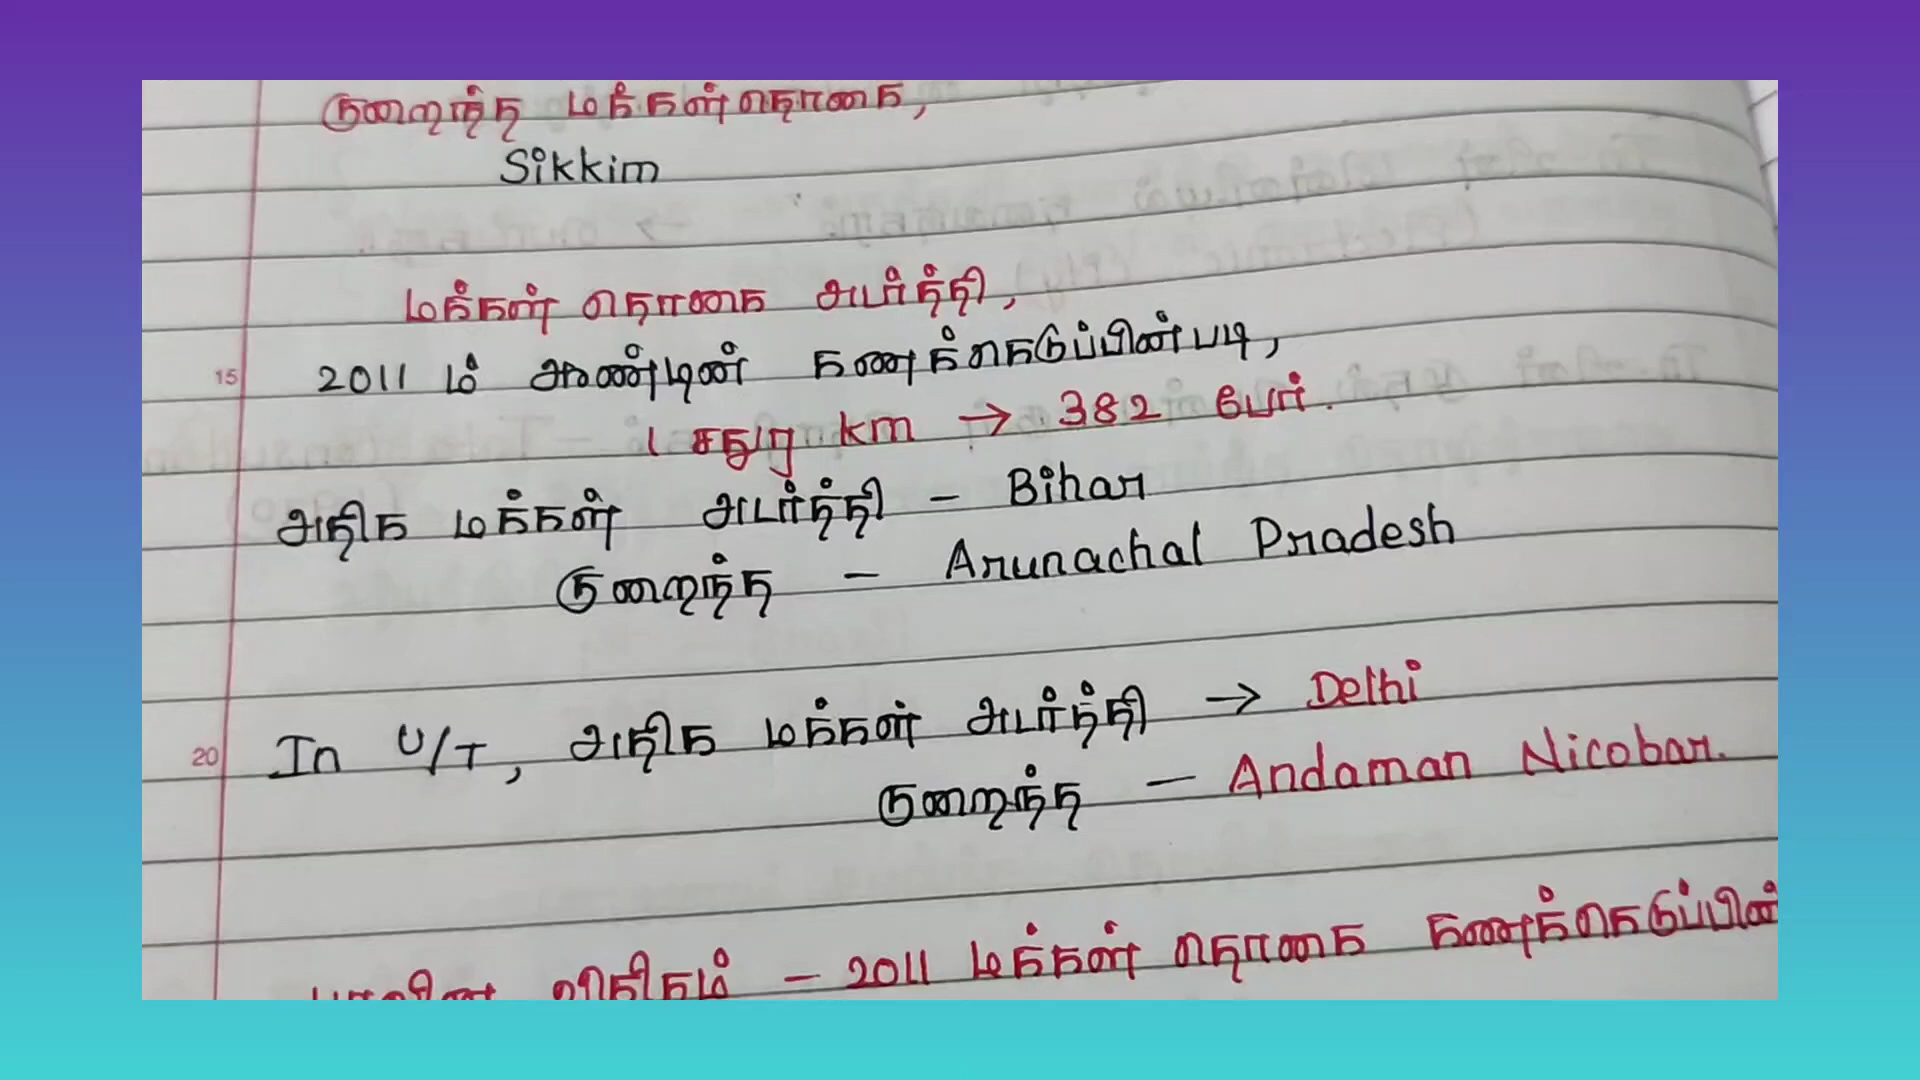 குறைந்த மக்கள்தொகை,
Sikkim
மக்கள் தொகை அடர்த்தி,
15 2011 ம் ஆண்டின் கணக்கெடுப்பின்படி,
1 சதுர km → 382 பேர்.
அதிக மக்கள் அடர்த்தி - Bihar
குறைந்த - Arunachal Pradesh
20 In U/T, அதிக மக்கள் அடர்த்தி → Delhi
குறைந்த - Andaman Nicobar.
பாலின விகிதம் - 2011 மக்கள் தொகை கணக்கெடுப்பின்